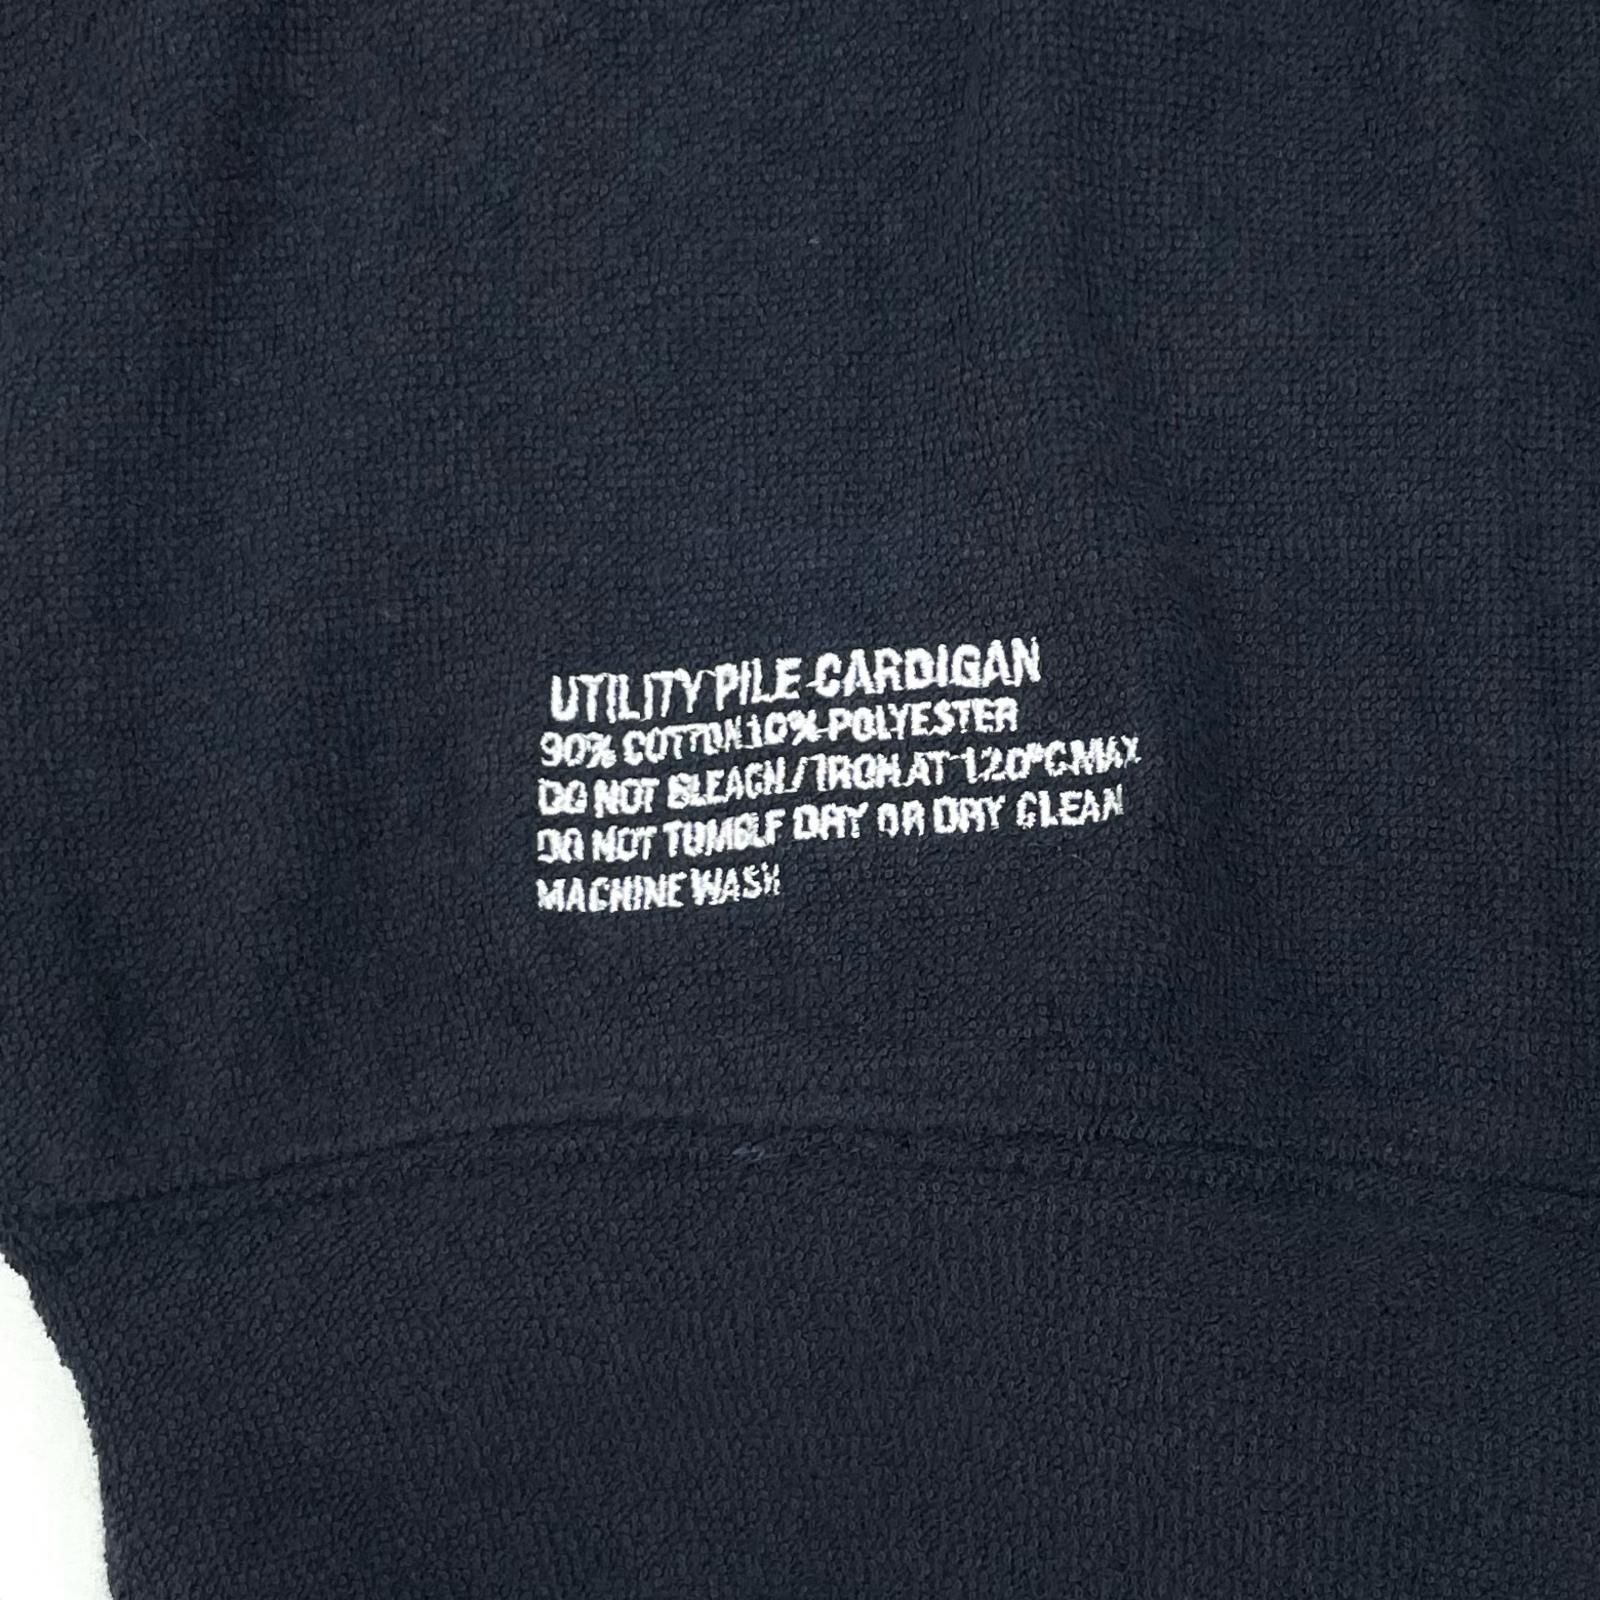 UTILITY PILE CARDIGAN
90% COTTON 10% POLYESTER
DO NOT BLEACH / IRON AT 120°C MAX
DO NOT TUMBLE DRY OR DRY CLEAN
MACHINE WASH